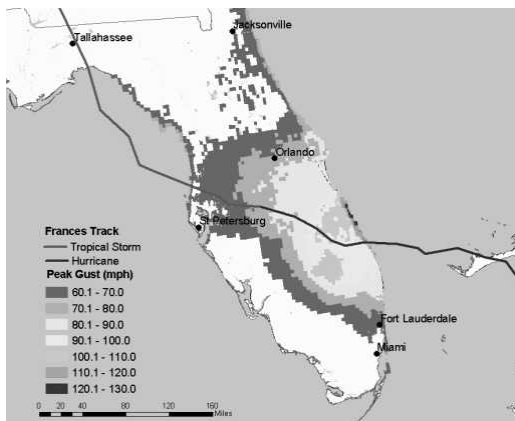 Jacksonville
Tallahassee
Orlando
St Petersburg
Frances Track
Tropical Storm
Hurricane
Peak Gust (mph)
60.1 - 70.0
70.1 - 80.0
80.1 - 90.0
90.1 - 100.0
100.1 - 110.0
110.1 - 120.0
120.1 - 130.0
Fort Lauderdale
Miami
0 20 40 80 120 160
Miles